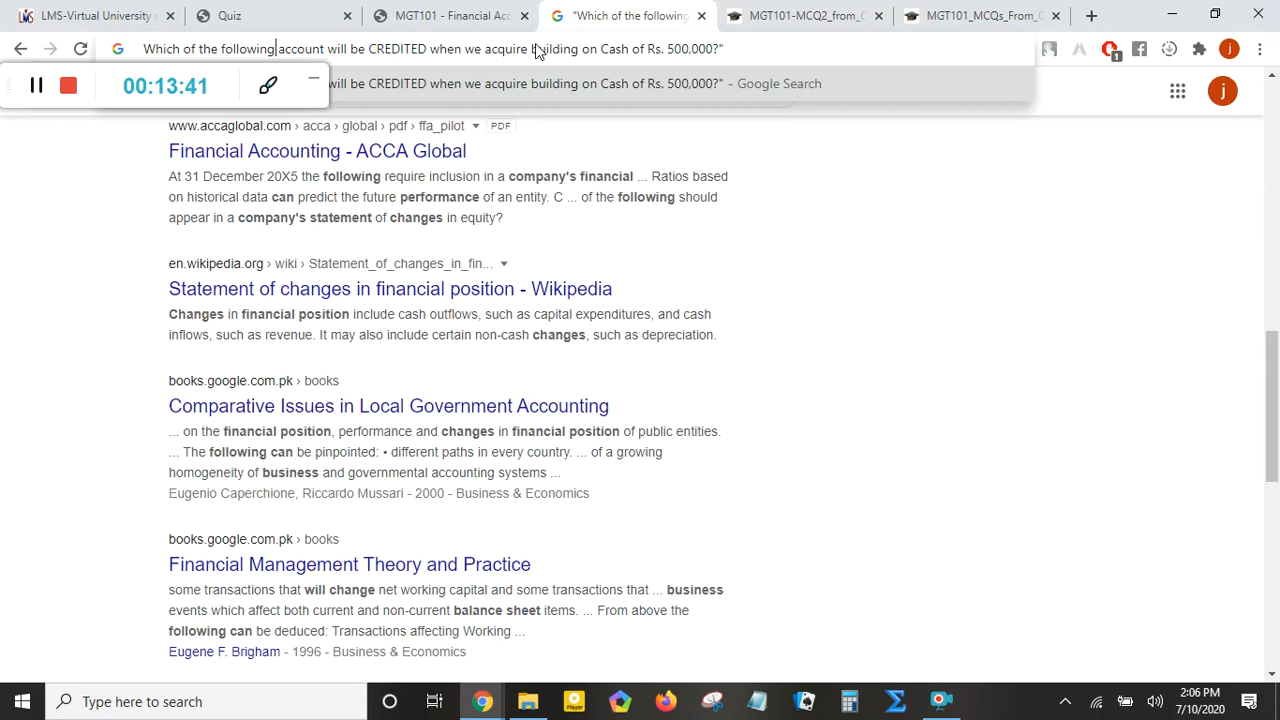 LMS-Virtual University
Quiz
MGT101 - Financial Acc
"Which of the following
MGT101-MCQ2_from_C
MGT101_MCQs_From_C
Which of the following account will be CREDITED when we acquire building on Cash of Rs. 500,000?"
00:13:41
will be CREDITED when we acquire building on Cash of Rs. 500,000?" - Google Search
1
j
j
www.accaglobal.com › acca › global › pdf › ffa_pilot PDF
Financial Accounting - ACCA Global
At 31 December 20X5 the following require inclusion in a company's financial ... Ratios based
on historical data can predict the future performance of an entity. C ... of the following should
appear in a company's statement of changes in equity?
en.wikipedia.org › wiki › Statement_of_changes_in_fin...
Statement of changes in financial position - Wikipedia
Changes in financial position include cash outflows, such as capital expenditures, and cash
inflows, such as revenue. It may also include certain non-cash changes, such as depreciation.
books.google.com.pk › books
Comparative Issues in Local Government Accounting
... on the financial position, performance and changes in financial position of public entities.
... The following can be pinpointed: • different paths in every country. ... of a growing
homogeneity of business and governmental accounting systems ...
Eugenio Caperchione, Riccardo Mussari - 2000 - Business & Economics
books.google.com.pk › books
Financial Management Theory and Practice
some transactions that will change net working capital and some transactions that ... business
events which affect both current and non-current balance sheet items. ... From above the
following can be deduced: Transactions affecting Working ...
Eugene F. Brigham - 1996 - Business & Economics
Type here to search
Player
2:06 PM
7/10/2020